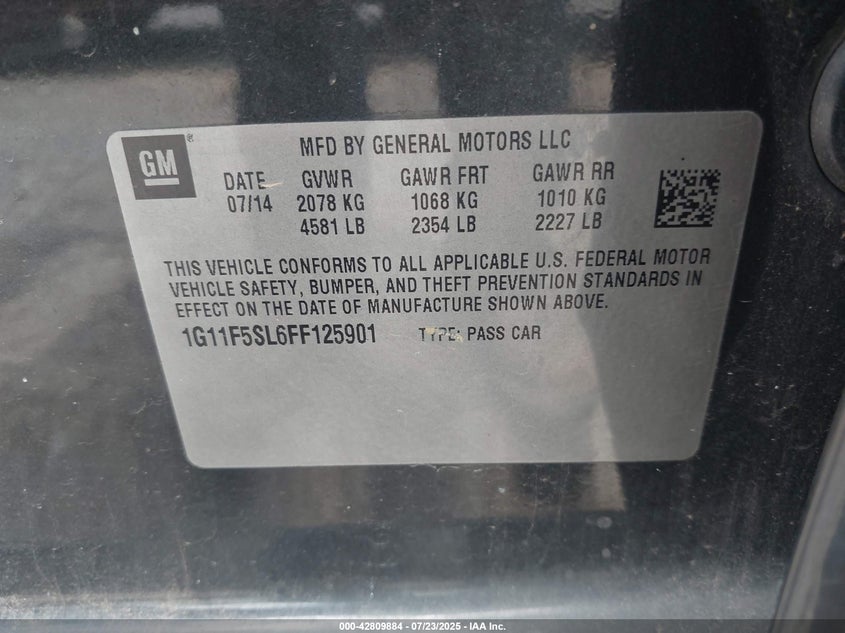 GM
®
MFD BY GENERAL MOTORS LLC
DATE GVWR GAWR FRT GAWR RR
07/14 2078 KG 1068 KG 1010 KG
4581 LB 2354 LB 2227 LB
THIS VEHICLE CONFORMS TO ALL APPLICABLE U.S. FEDERAL MOTOR
VEHICLE SAFETY, BUMPER, AND THEFT PREVENTION STANDARDS IN
EFFECT ON THE DATE OF MANUFACTURE SHOWN ABOVE.
1G11F5SL6FF125901 TYPE: PASS CAR
000-42809884 - 07/23/2025 - IAA Inc.